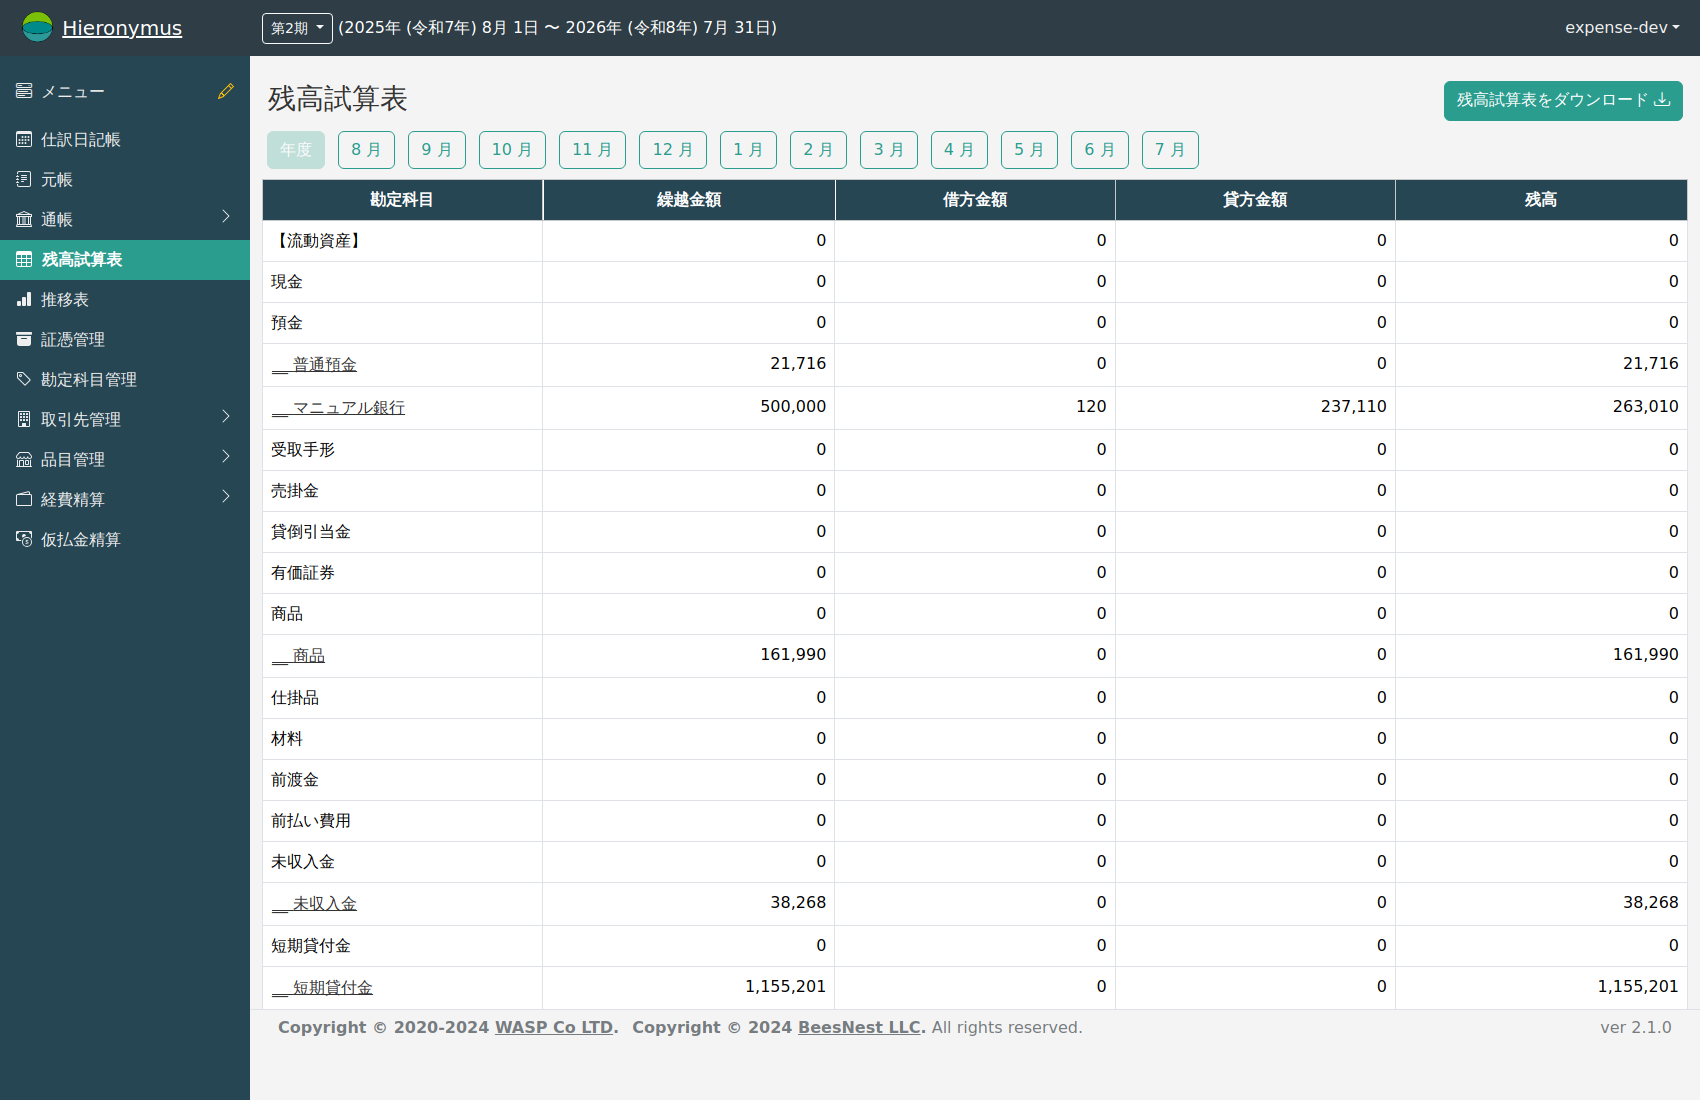 Hieronymus
第2期 (2025年 (令和7年) 8月 1日 〜 2026年 (令和8年) 7月 31日)
expense-dev
メニュー
仕訳日記帳
元帳
通帳
残高試算表
推移表
証憑管理
勘定科目管理
取引先管理
品目管理
経費精算
仮払金精算
残高試算表
残高試算表をダウンロード
年度 8 月 9 月 10 月 11 月 12 月 1 月 2 月 3 月 4 月 5 月 6 月 7 月
勘定科目 繰越金額 借方金額 貸方金額 残高
【流動資産】 0 0 0 0
現金 0 0 0 0
預金 0 0 0 0
__ 普通預金 21,716 0 0 21,716
__ マニュアル銀行 500,000 120 237,110 263,010
受取手形 0 0 0 0
売掛金 0 0 0 0
貸倒引当金 0 0 0 0
有価証券 0 0 0 0
商品 0 0 0 0
__ 商品 161,990 0 0 161,990
仕掛品 0 0 0 0
材料 0 0 0 0
前渡金 0 0 0 0
前払い費用 0 0 0 0
未収入金 0 0 0 0
__ 未収入金 38,268 0 0 38,268
短期貸付金 0 0 0 0
__ 短期貸付金 1,155,201 0 0 1,155,201
Copyright © 2020-2024 WASP Co LTD. Copyright © 2024 BeesNest LLC. All rights reserved.
ver 2.1.0